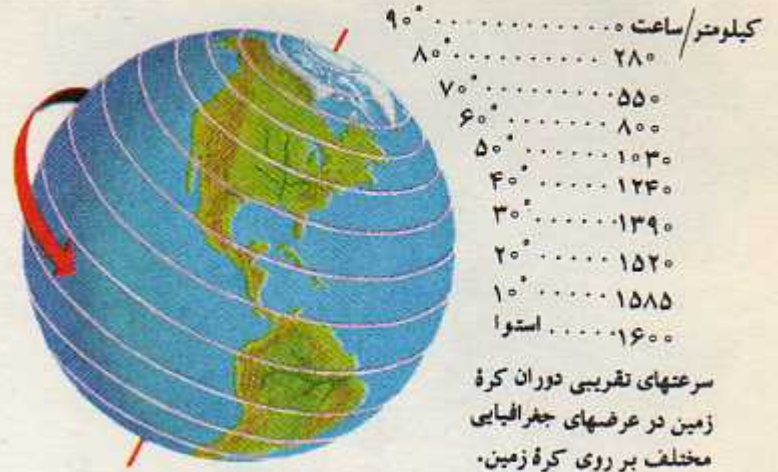 کیلومتر/ساعت ۰ ............ ۹۰°
۲۸۰ ........... ۸۰°
۵۵۰ ......... ۷۰°
۸۰۰ ........ ۶۰°
۱۰۳۰ ...... ۵۰°
۱۲۴۰ ...... ۴۰°
۱۳۹۰ ...... ۳۰°
۱۵۲۰ ..... ۲۰°
۱۵۸۵ ..... ۱۰°
۱۶۰۰ ..... استوا
سرعتهای تقریبی دوران کرهٔ
زمین در عرضهای جغرافیایی
مختلف بر روی کرهٔ زمین.